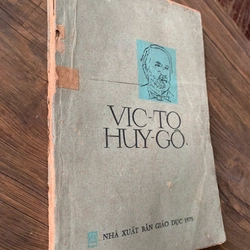 VIC-TO
HUY-GÔ
NHÀ XUẤT BẢN GIÁO DỤC 1978